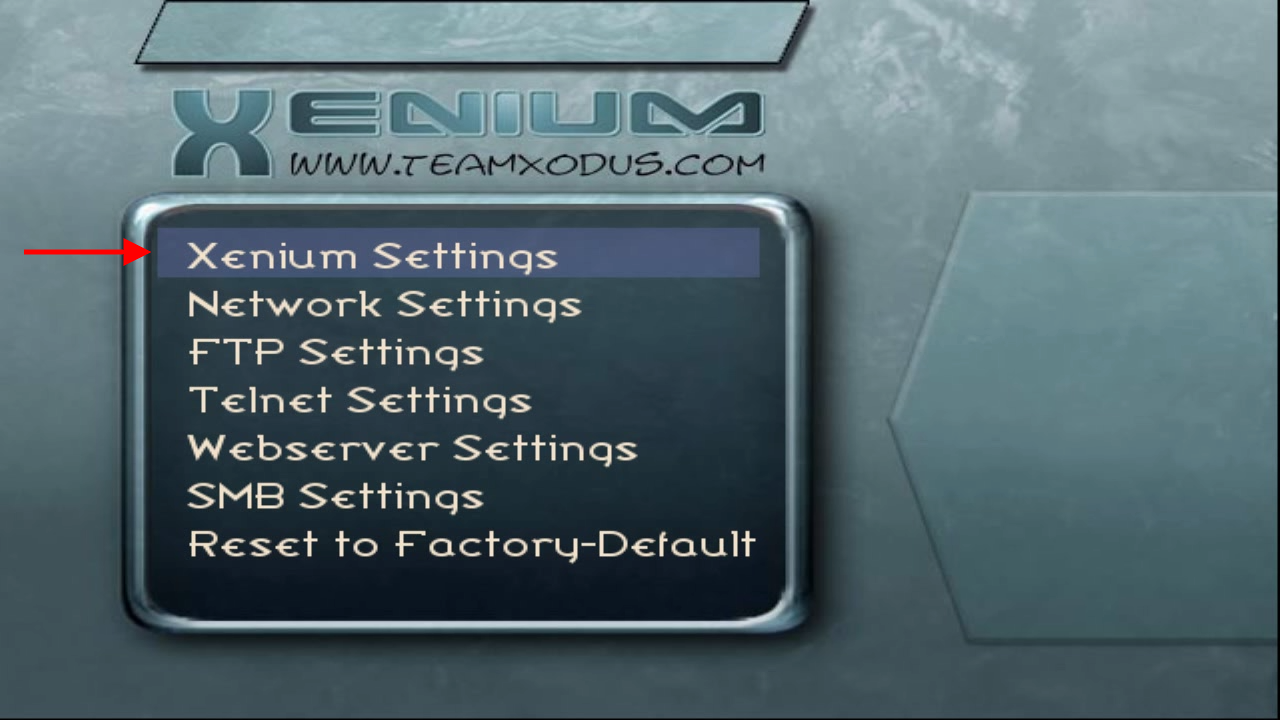 XENIUM
WWW.TEAMXODUS.COM
Xenium Settings
Network Settings
FTP Settings
Telnet Settings
Webserver Settings
SMB Settings
Reset to Factory-Default